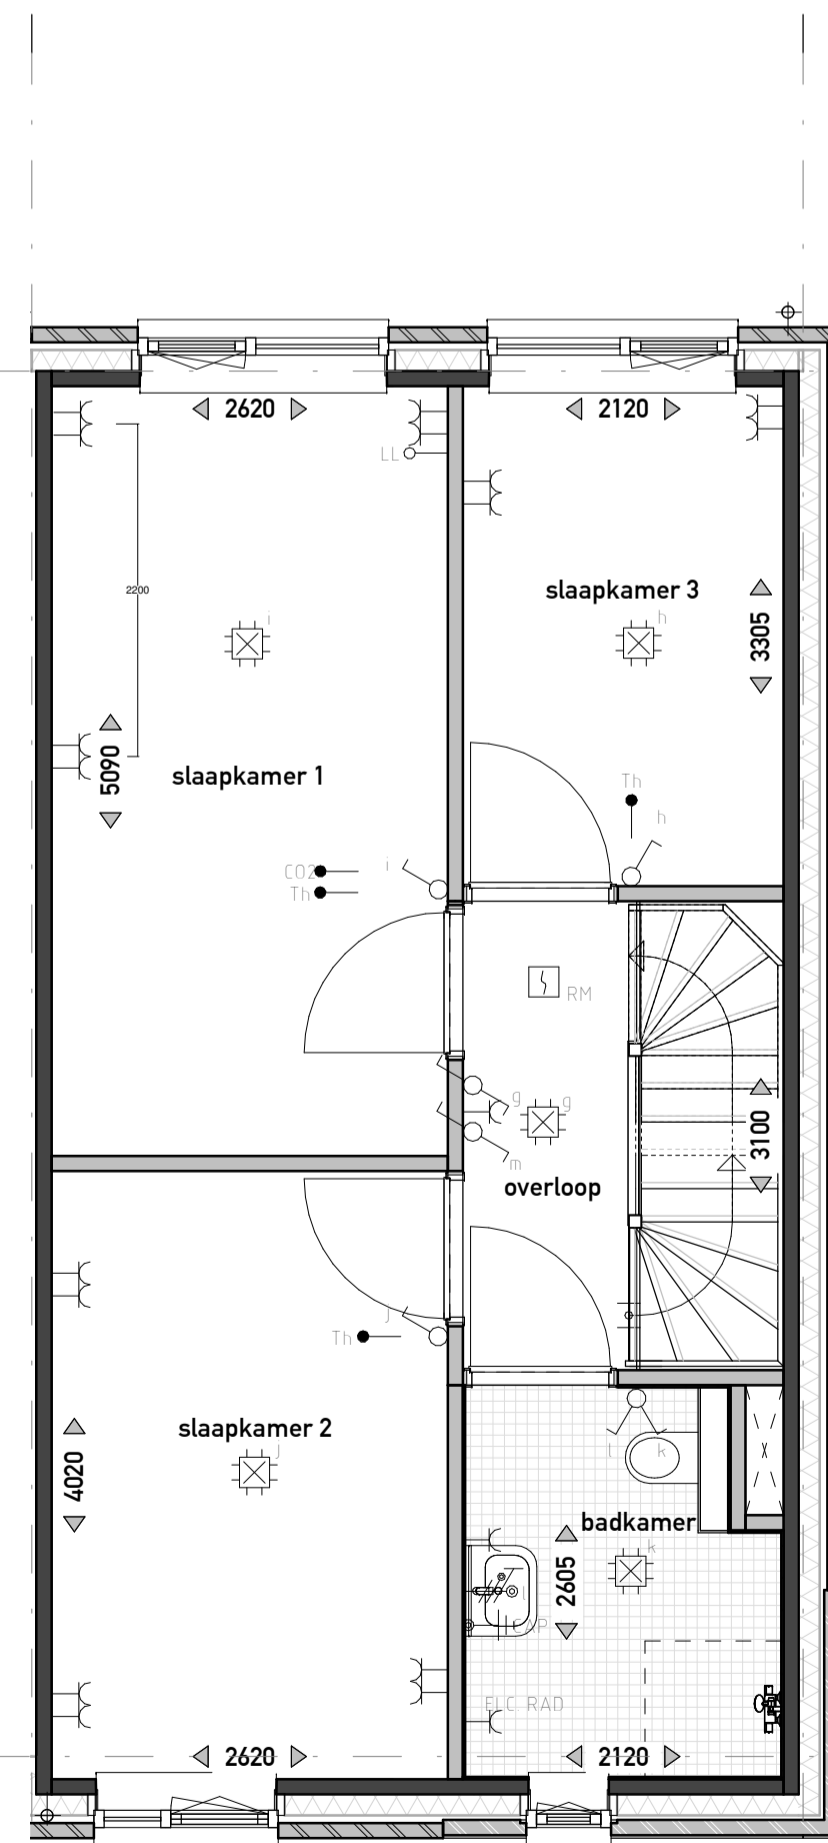 2620
2120
LL
2200
slaapkamer 3
i
h
3305
5090
slaapkamer 1
Th
h
CO2
i
Th
RM
g
g
3100
m
overloop
j
Th
slaapkamer 2
j
l
k
4020
badkamer
k
2605
l
CAP
ELC RAD
2620
2120